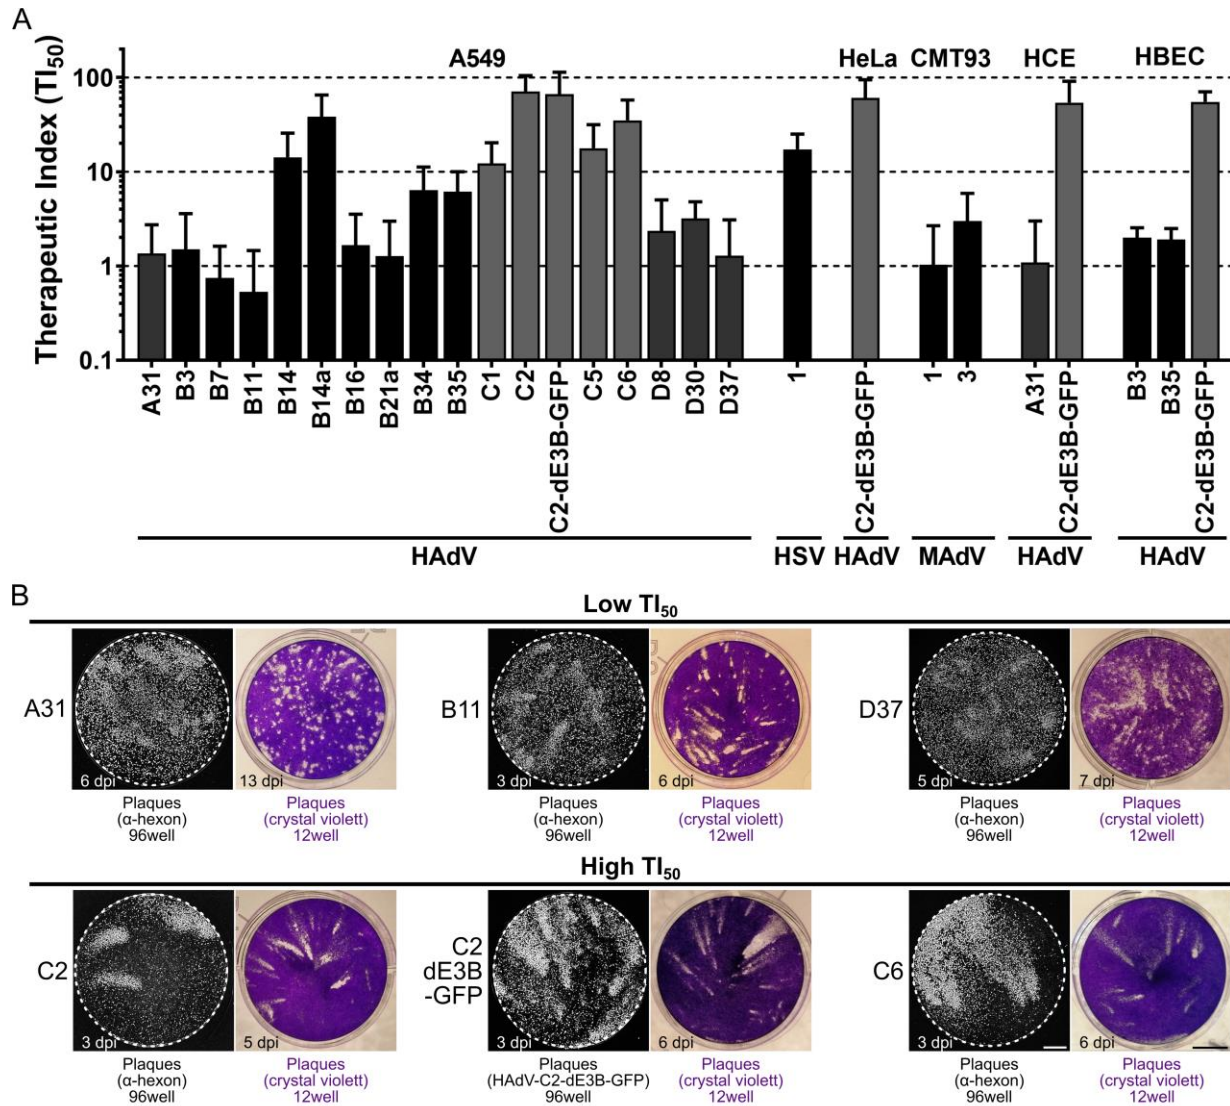 A
Therapeutic Index (TI50)
100
10
1
0.1
A549
HeLa
CMT93
HCE
HBEC
A31
B3
B7
B11
B14
B14a
B16
B21a
B34
B35
C1
C2
C2-dE3B-GFP
C5
C6
D8
D30
D37
1
C2-dE3B-GFP
1
3
A31
C2-dE3B-GFP
B3
B35
C2-dE3B-GFP
HAdV
HSV
HAdV
MAdV
HAdV
HAdV
B
Low TI50
A31
6 dpi
13 dpi
Plaques
(α-hexon)
96well
Plaques
(crystal violett)
12well
B11
3 dpi
6 dpi
Plaques
(α-hexon)
96well
Plaques
(crystal violett)
12well
D37
5 dpi
7 dpi
Plaques
(α-hexon)
96well
Plaques
(crystal violett)
12well
High TI50
C2
3 dpi
5 dpi
Plaques
(α-hexon)
96well
Plaques
(crystal violett)
12well
C2
dE3B
-GFP
3 dpi
6 dpi
Plaques
(HAdV-C2-dE3B-GFP)
96well
Plaques
(crystal violett)
12well
C6
3 dpi
6 dpi
Plaques
(α-hexon)
96well
Plaques
(crystal violett)
12well